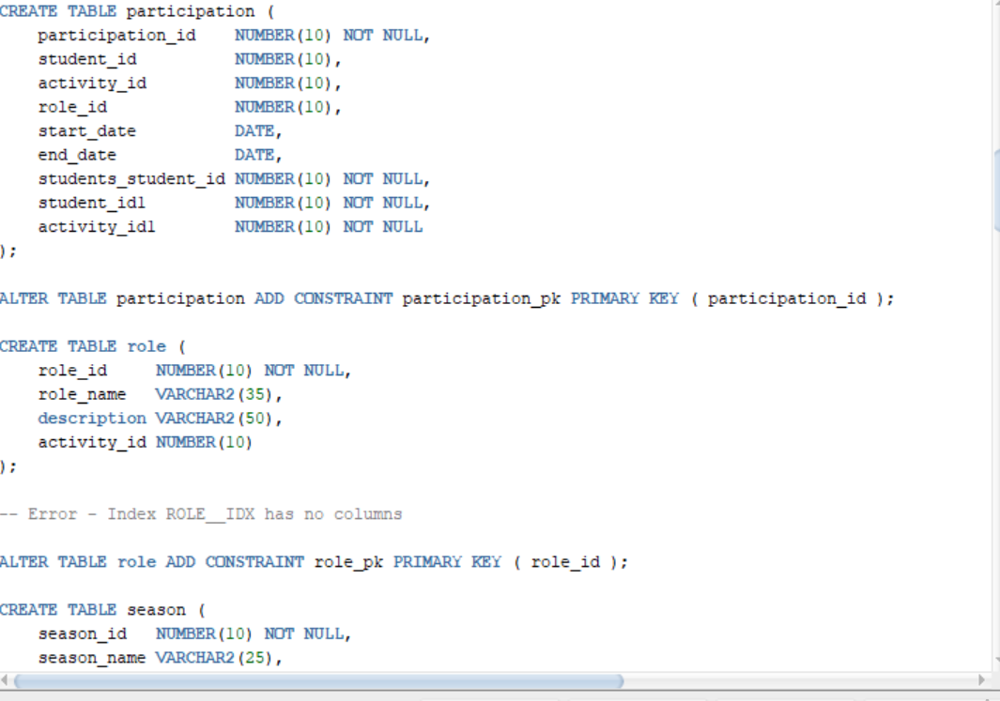 CREATE TABLE participation (
    participation_id    NUMBER(10) NOT NULL,
    student_id          NUMBER(10),
    activity_id         NUMBER(10),
    role_id             NUMBER(10),
    start_date          DATE,
    end_date            DATE,
    students_student_id NUMBER(10) NOT NULL,
    student_id1         NUMBER(10) NOT NULL,
    activity_id1        NUMBER(10) NOT NULL
);
ALTER TABLE participation ADD CONSTRAINT participation_pk PRIMARY KEY ( participation_id );
CREATE TABLE role (
    role_id     NUMBER(10) NOT NULL,
    role_name   VARCHAR2(35),
    description VARCHAR2(50),
    activity_id NUMBER(10)
);
-- Error - Index ROLE__IDX has no columns
ALTER TABLE role ADD CONSTRAINT role_pk PRIMARY KEY ( role_id );
CREATE TABLE season (
    season_id   NUMBER(10) NOT NULL,
    season_name VARCHAR2(25),